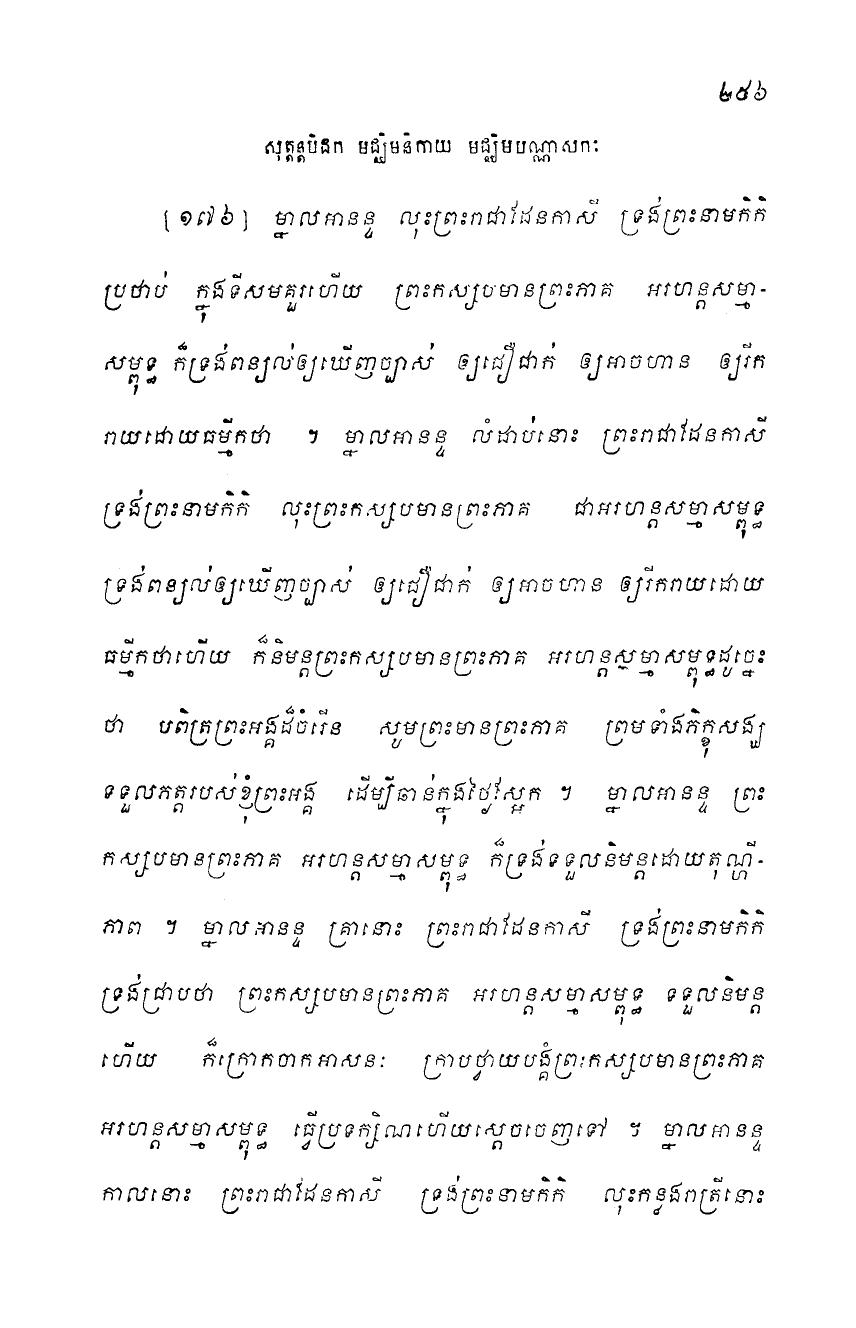 ២៥៦
សុត្តន្តបិដក មជ្ឈិមនិកាយ មជ្ឈិមបណ្ណាសកៈ
[១៧៦] ម្នាលអានន្ទ លុះព្រះរាជាដែនកាសី ទ្រង់ព្រះនាមកិកិ
ប្រថាប់ ក្នុងទីសមគួរហើយ ព្រះកស្សបមានព្រះភាគ អរហន្តសម្មា-
សម្ពុទ្ធ ក៏ទ្រង់ពន្យល់ឲ្យឃើញច្បាស់ ឲ្យជឿជាក់ ឲ្យអាចហាន ឲ្យរីក
រាយដោយធម្មីកថា ។ ម្នាលអានន្ទ លំដាប់នោះ ព្រះរាជាដែនកាសី
ទ្រង់ព្រះនាមកិកិ លុះព្រះកស្សបមានព្រះភាគ ជាអរហន្តសម្មាសម្ពុទ្ធ
ទ្រង់ពន្យល់ឲ្យឃើញច្បាស់ ឲ្យជឿជាក់ ឲ្យអាចហាន ឲ្យរីករាយដោយ
ធម្មីកថាហើយ ក៏និមន្តព្រះកស្សបមានព្រះភាគ អរហន្តសម្មាសម្ពុទ្ធដូច្នេះ
ថា បពិត្រព្រះអង្គដ៏ចំរើន សូមព្រះមានព្រះភាគ ព្រមទាំងភិក្ខុសង្ឃ
ទទួលភត្តរបស់ខ្ញុំព្រះអង្គ ដើម្បីឆាន់ក្នុងថ្ងៃស្អែក ។ ម្នាលអានន្ទ ព្រះ
កស្សបមានព្រះភាគ អរហន្តសម្មាសម្ពុទ្ធ ក៏ទ្រង់ទទួលនិមន្តដោយតុណ្ហី-
ភាព ។ ម្នាលអានន្ទ គ្រានោះ ព្រះរាជាដែនកាសី ទ្រង់ព្រះនាមកិកិ
ទ្រង់ជ្រាបថា ព្រះកស្សបមានព្រះភាគ អរហន្តសម្មាសម្ពុទ្ធ ទទួលនិមន្ត
ហើយ ក៏ក្រោកចាកអាសនៈ ក្រាបថ្វាយបង្គំព្រះកស្សបមានព្រះភាគ
អរហន្តសម្មាសម្ពុទ្ធ ធ្វើប្រទក្សិណហើយស្តេចចេញទៅ ។ ម្នាលអានន្ទ
កាលនោះ ព្រះរាជាដែនកាសី ទ្រង់ព្រះនាមកិកិ លុះកន្លងរាត្រីនោះ